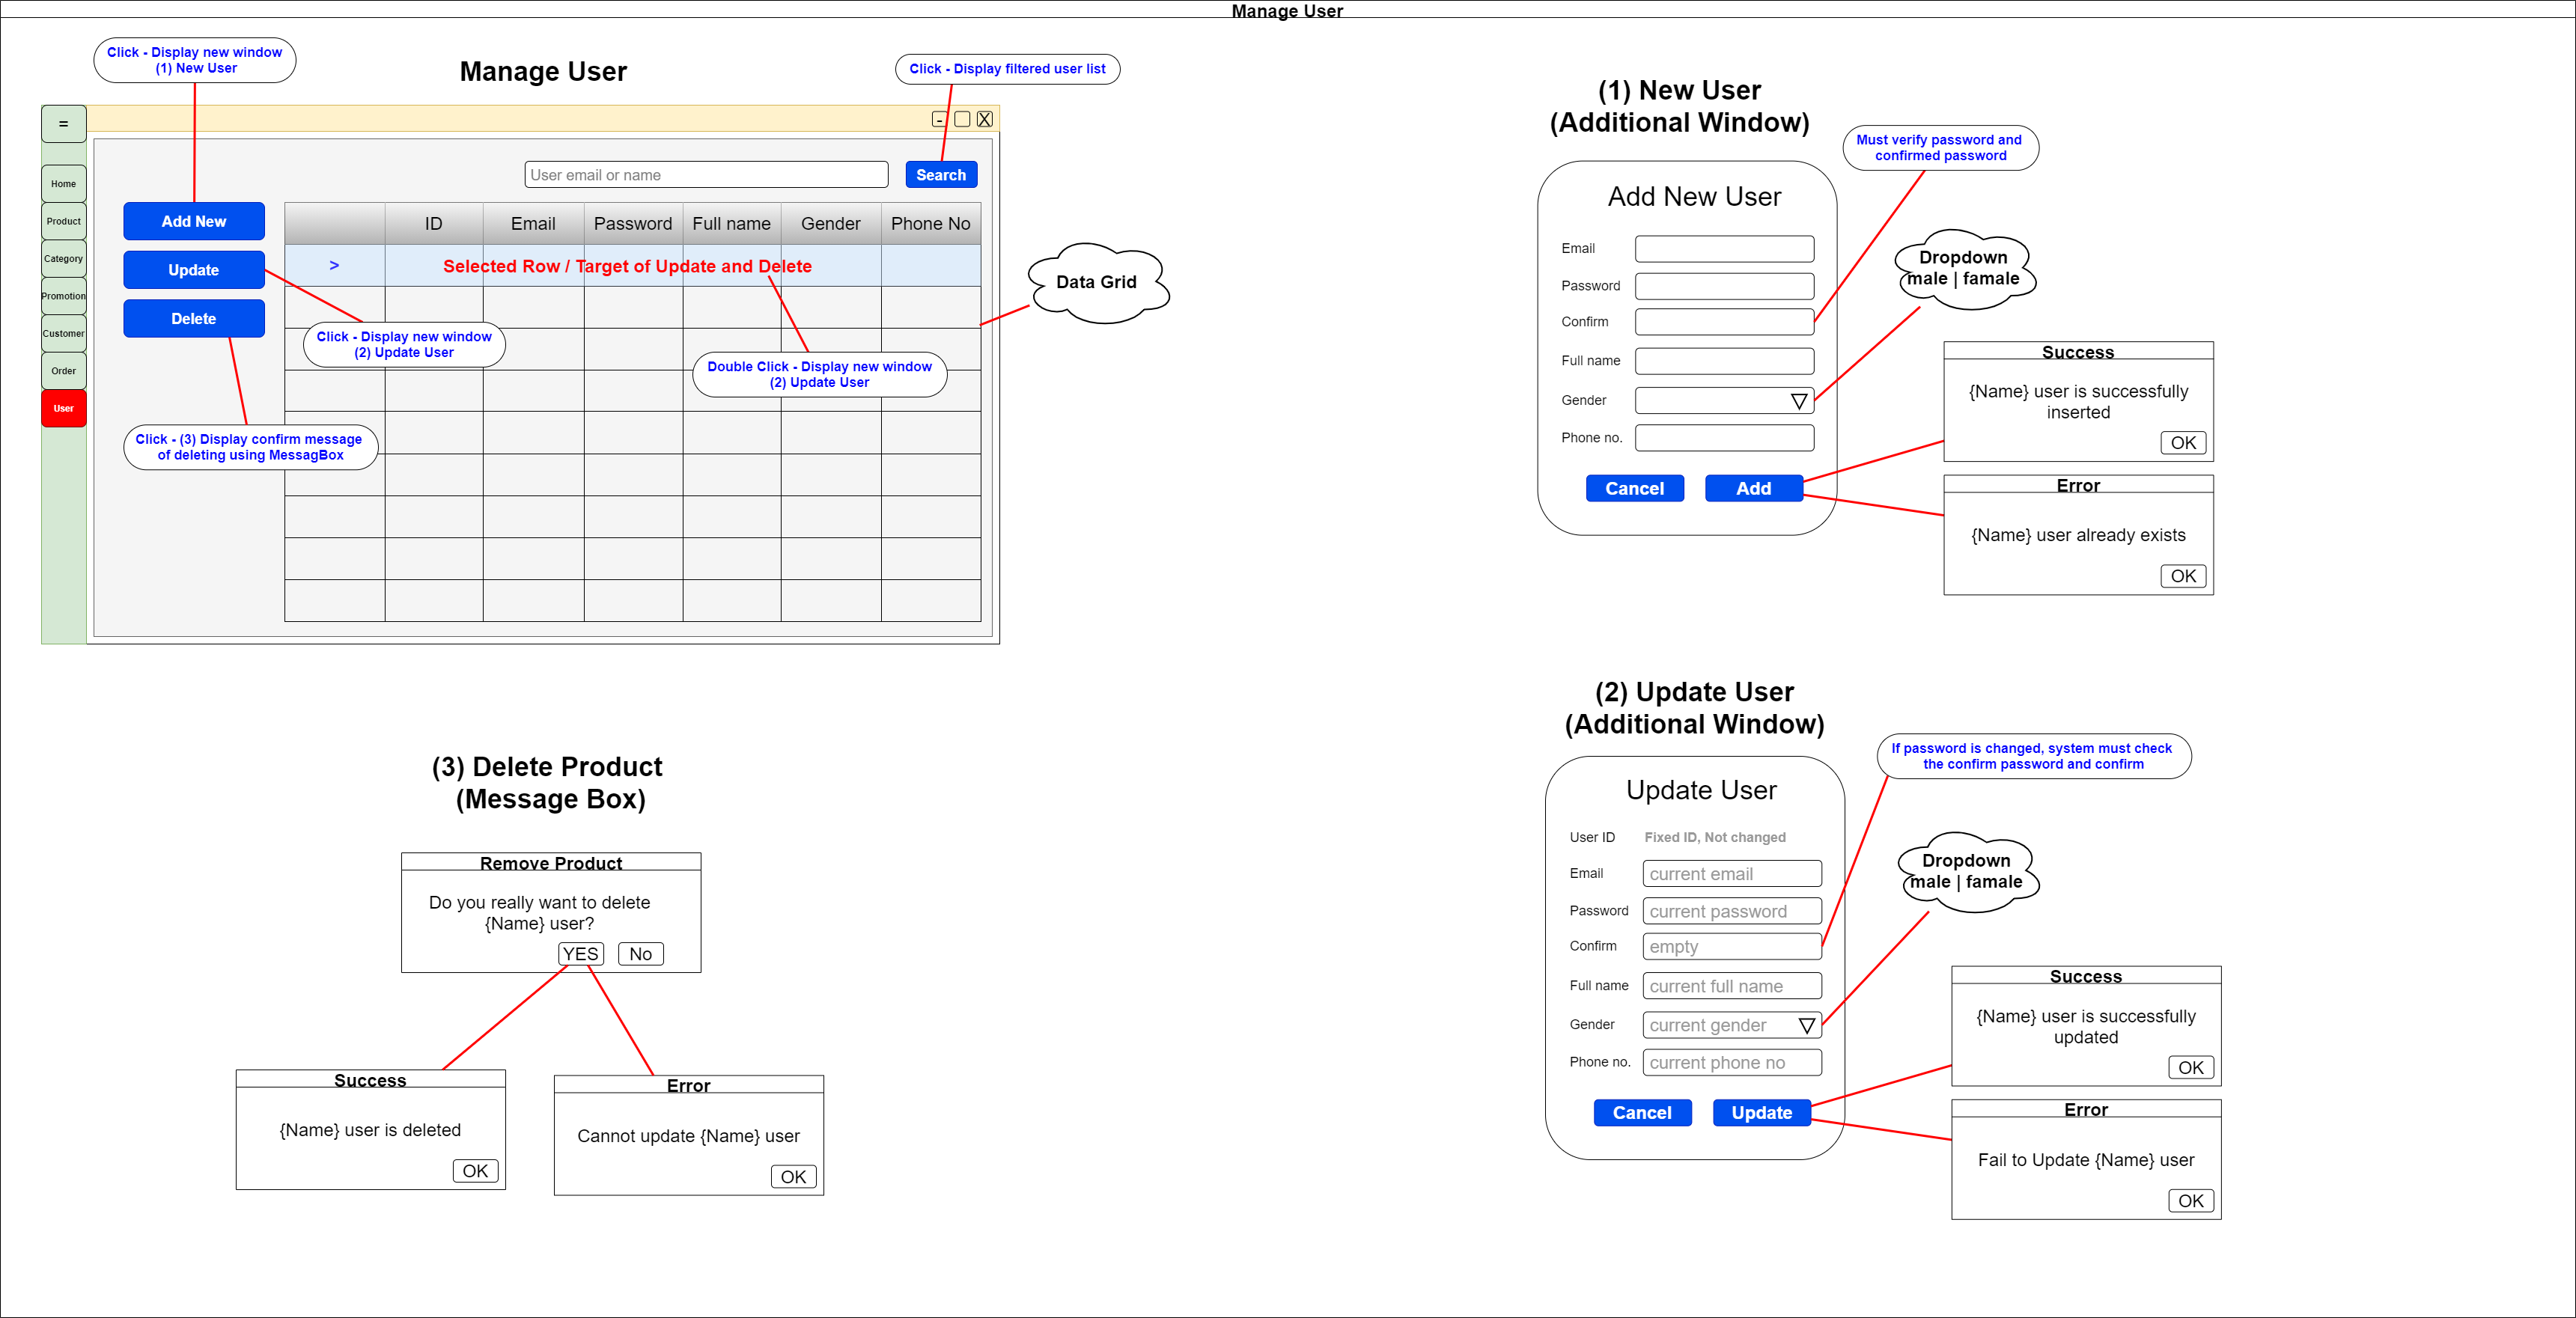 Manage User
Click - Display new window
(1) New User
Manage User
Click - Display filtered user list
=
-
X
Home
Product
Category
Promotion
Customer
Order
User
User email or name
Search
Add New
Update
Delete
ID
Email
Password
Full name
Gender
Phone No
>
Selected Row / Target of Update and Delete
Data Grid
Click - Display new window
(2) Update User
Double Click - Display new window
(2) Update User
Click - (3) Display confirm message
of deleting using MessagBox
(1) New User
(Additional Window)
Must verify password and
confirmed password
Add New User
Email
Password
Confirm
Full name
Gender
Phone no.
Dropdown
male | famale
Cancel
Add
Success
{Name} user is successfully
inserted
OK
Error
{Name} user already exists
OK
(2) Update User
(Additional Window)
If password is changed, system must check
the confirm password and confirm
Update User
User ID
Fixed ID, Not changed
Email
current email
Password
current password
Confirm
empty
Full name
current full name
Gender
current gender
Phone no.
current phone no
Dropdown
male | famale
Cancel
Update
Success
{Name} user is successfully
updated
OK
Error
Fail to Update {Name} user
OK
(3) Delete Product
(Message Box)
Remove Product
Do you really want to delete
{Name} user?
YES
No
Success
{Name} user is deleted
OK
Error
Cannot update {Name} user
OK